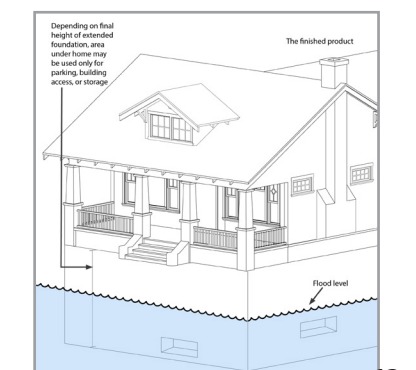 Depending on final
height of extended
foundation, area
under home may
be used only for
parking, building
access, or storage
The finished product
Flood level